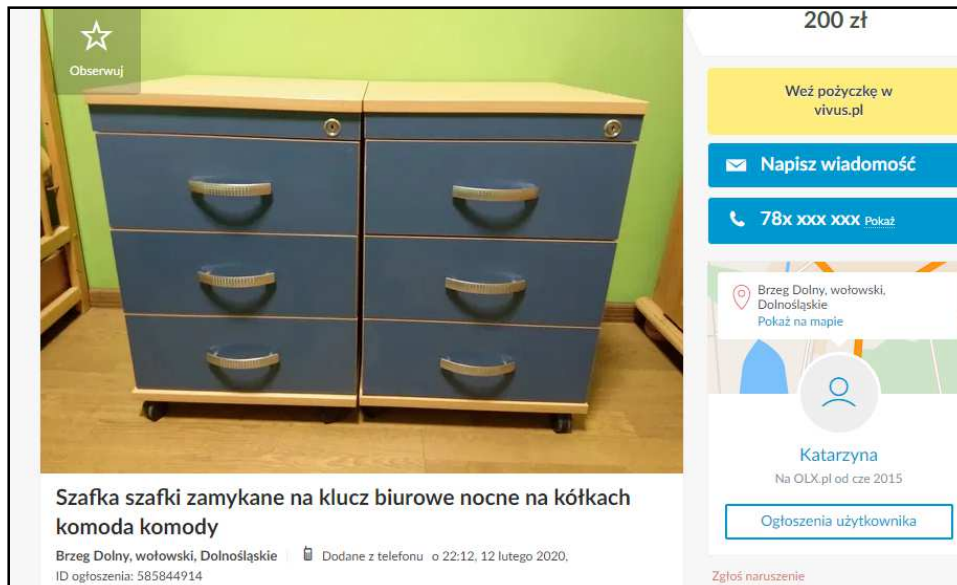 Obserwuj
200 zł
Weź pożyczkę w
vivus.pl
Napisz wiadomość
78x xxx xxx Pokaż
Brzeg Dolny, wołowski,
Dolnośląskie
Pokaż na mapie
Katarzyna
Na OLX.pl od cze 2015
Ogłoszenia użytkownika
Zgłoś naruszenie
Szafka szafki zamykane na klucz biurowe nocne na kółkach
komoda komody
Brzeg Dolny, wołowski, Dolnośląskie Dodane z telefonu o 22:12, 12 lutego 2020,
ID ogłoszenia: 585844914